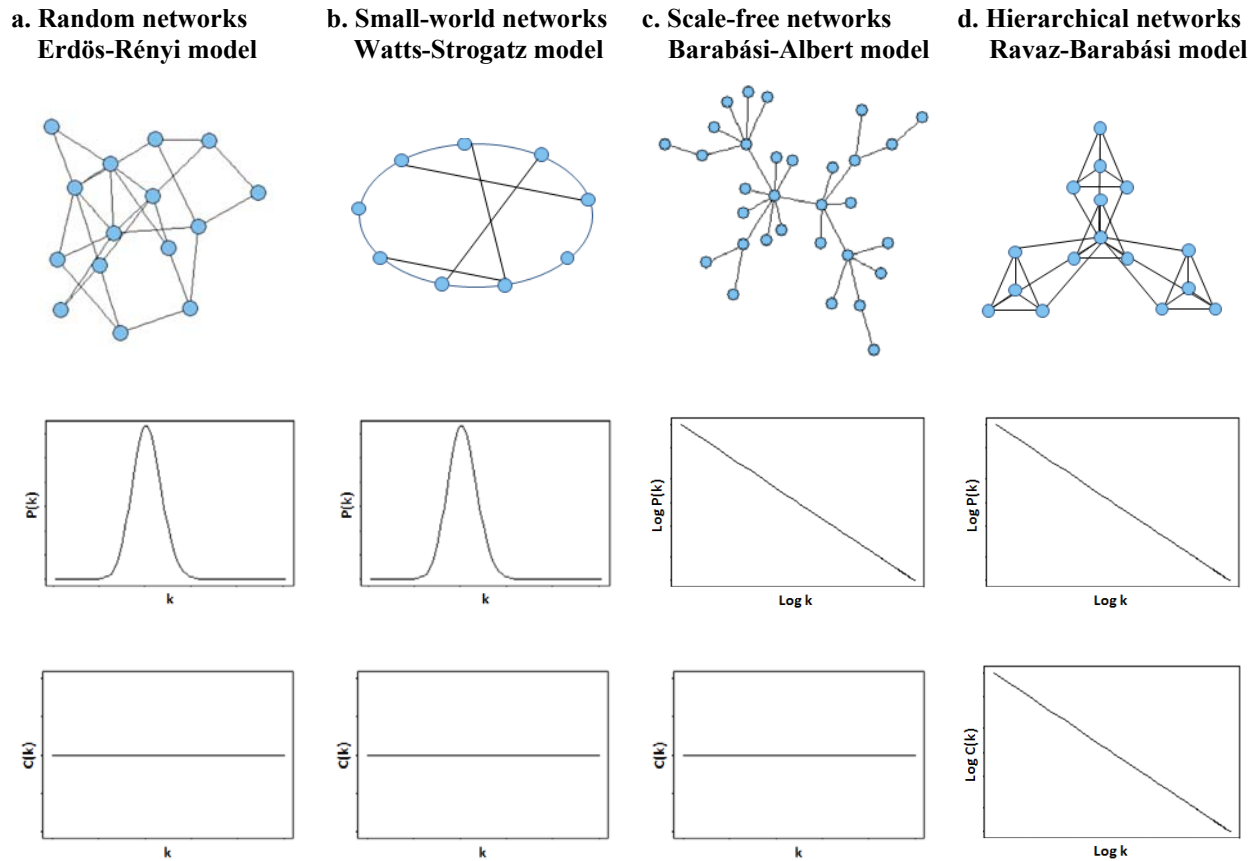 a. Random networks
Erdös-Rényi model
b. Small-world networks
Watts-Strogatz model
c. Scale-free networks
Barabási-Albert model
d. Hierarchical networks
Ravaz-Barabási model
P(k)
k
P(k)
k
Log P(k)
Log k
Log P(k)
Log k
C(k)
k
C(k)
k
C(k)
k
Log C(k)
Log k